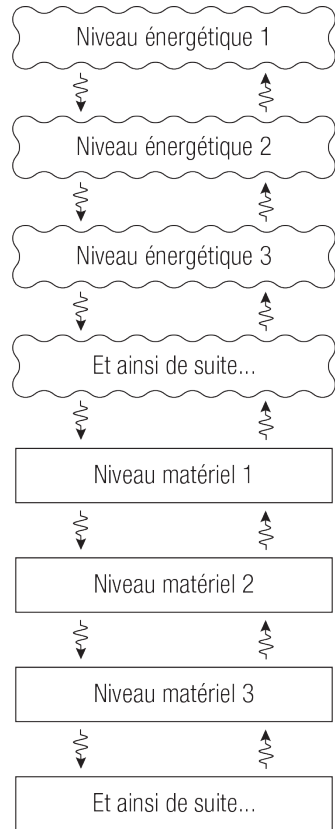 Niveau énergétique 1
Niveau énergétique 2
Niveau énergétique 3
Et ainsi de suite...
Niveau matériel 1
Niveau matériel 2
Niveau matériel 3
Et ainsi de suite...